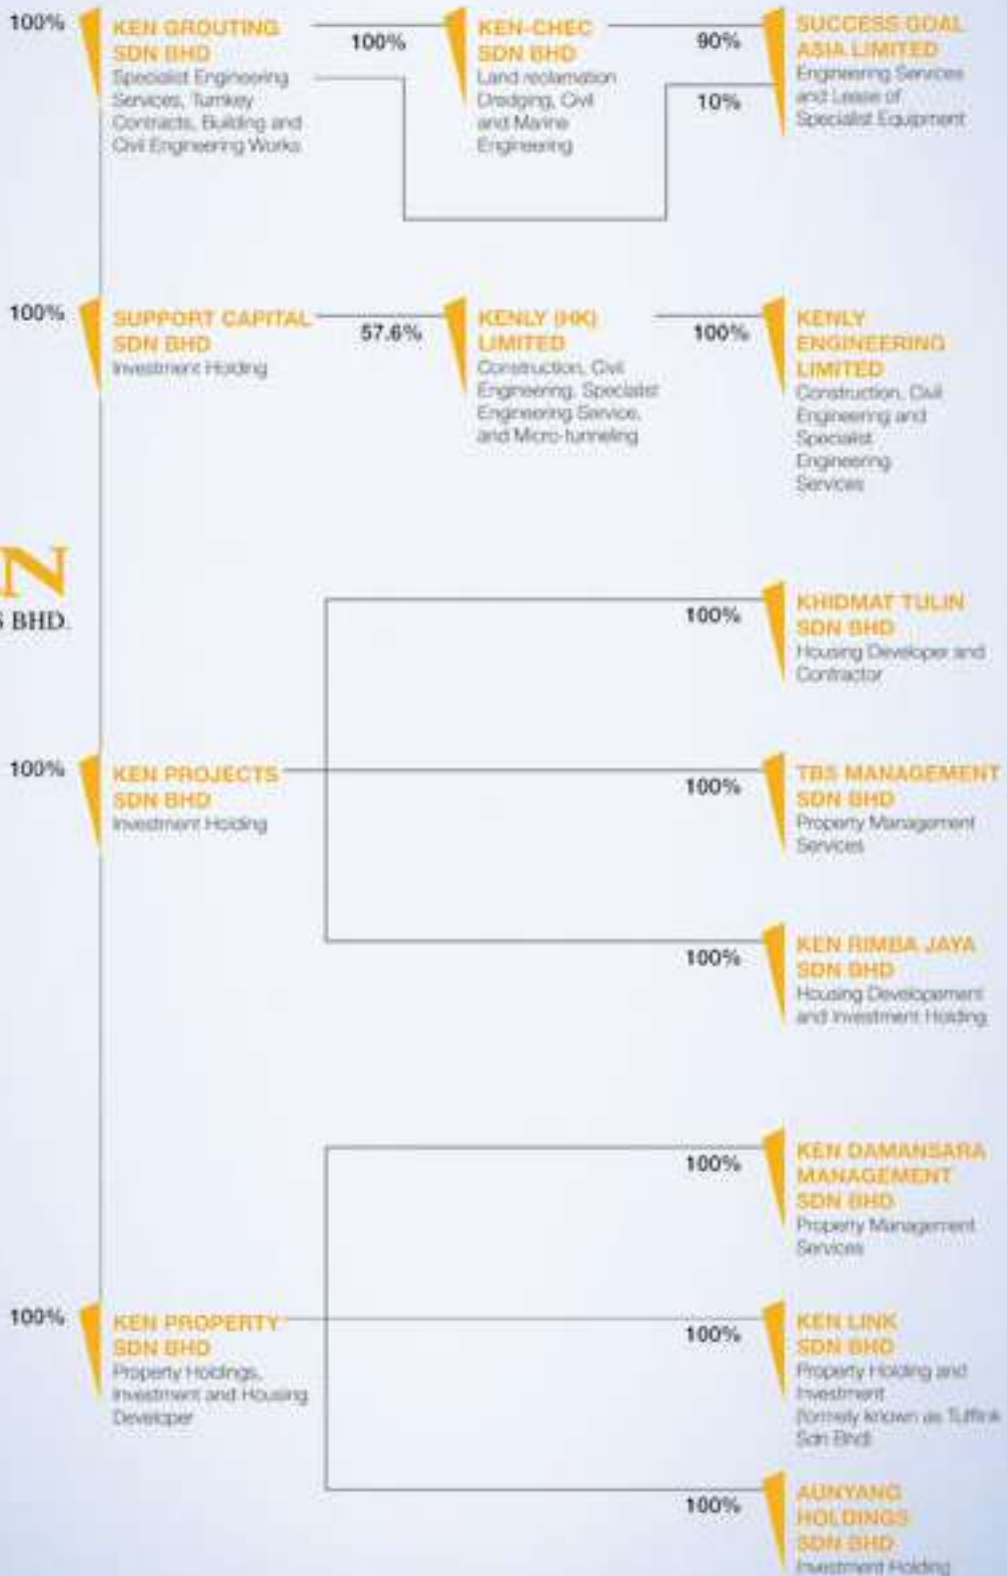 100%
KEN GROUTING
SDN BHD
Specialist Engineering
Services, Turnkey
Contracts, Building and
Civil Engineering Works
100%
KEN-CHEC
SDN BHD
Land reclamation
Dredging, Civil
and Marine
Engineering
90%
10%
SUCCESS GOAL
ASIA LIMITED
Engineering Services
and Lease of
Specialist Equipment
100%
SUPPORT CAPITAL
SDN BHD
Investment Holding
57.6%
KENLY (HK)
LIMITED
Construction, Civil
Engineering, Specialist
Engineering Service,
and Micro-tunneling
100%
KENLY
ENGINEERING
LIMITED
Construction, Civil
Engineering and
Specialist
Engineering
Services
N
S BHD.
100%
KEN PROJECTS
SDN BHD
Investment Holding
100%
KHIDMAT TULIN
SDN BHD
Housing Developer and
Contractor
100%
TBS MANAGEMENT
SDN BHD
Property Management
Services
100%
KEN RIMBA JAYA
SDN BHD
Housing Developement
and Investment Holding
100%
KEN PROPERTY
SDN BHD
Property Holdings,
Investment and Housing
Developer
100%
KEN DAMANSARA
MANAGEMENT
SDN BHD
Property Management
Services
100%
KEN LINK
SDN BHD
Property Holding and
Investment
(formely known as Tufflink
Sdn Bhd)
100%
AUNYANG
HOLDINGS
SDN BHD
Investment Holding